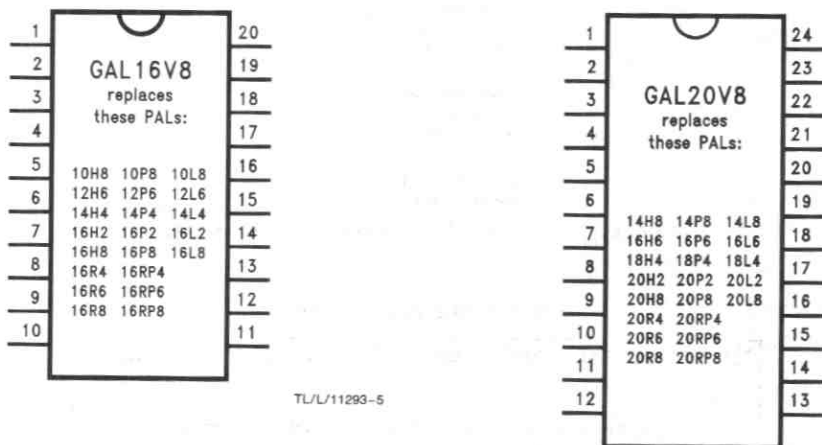 1
2
3
4
5
6
7
8
9
10
20
19
18
17
16
15
14
13
12
11
GAL16V8
replaces
these PALs:
10H8 10P8 10L8
12H6 12P6 12L6
14H4 14P4 14L4
16H2 16P2 16L2
16H8 16P8 16L8
16R4 16RP4
16R6 16RP6
16R8 16RP8
TL/L/11293-5
1
2
3
4
5
6
7
8
9
10
11
12
24
23
22
21
20
19
18
17
16
15
14
13
GAL20V8
replaces
these PALs:
14H8 14P8 14L8
16H6 16P6 16L6
18H4 18P4 18L4
20H2 20P2 20L2
20H8 20P8 20L8
20R4 20RP4
20R6 20RP6
20R8 20RP8